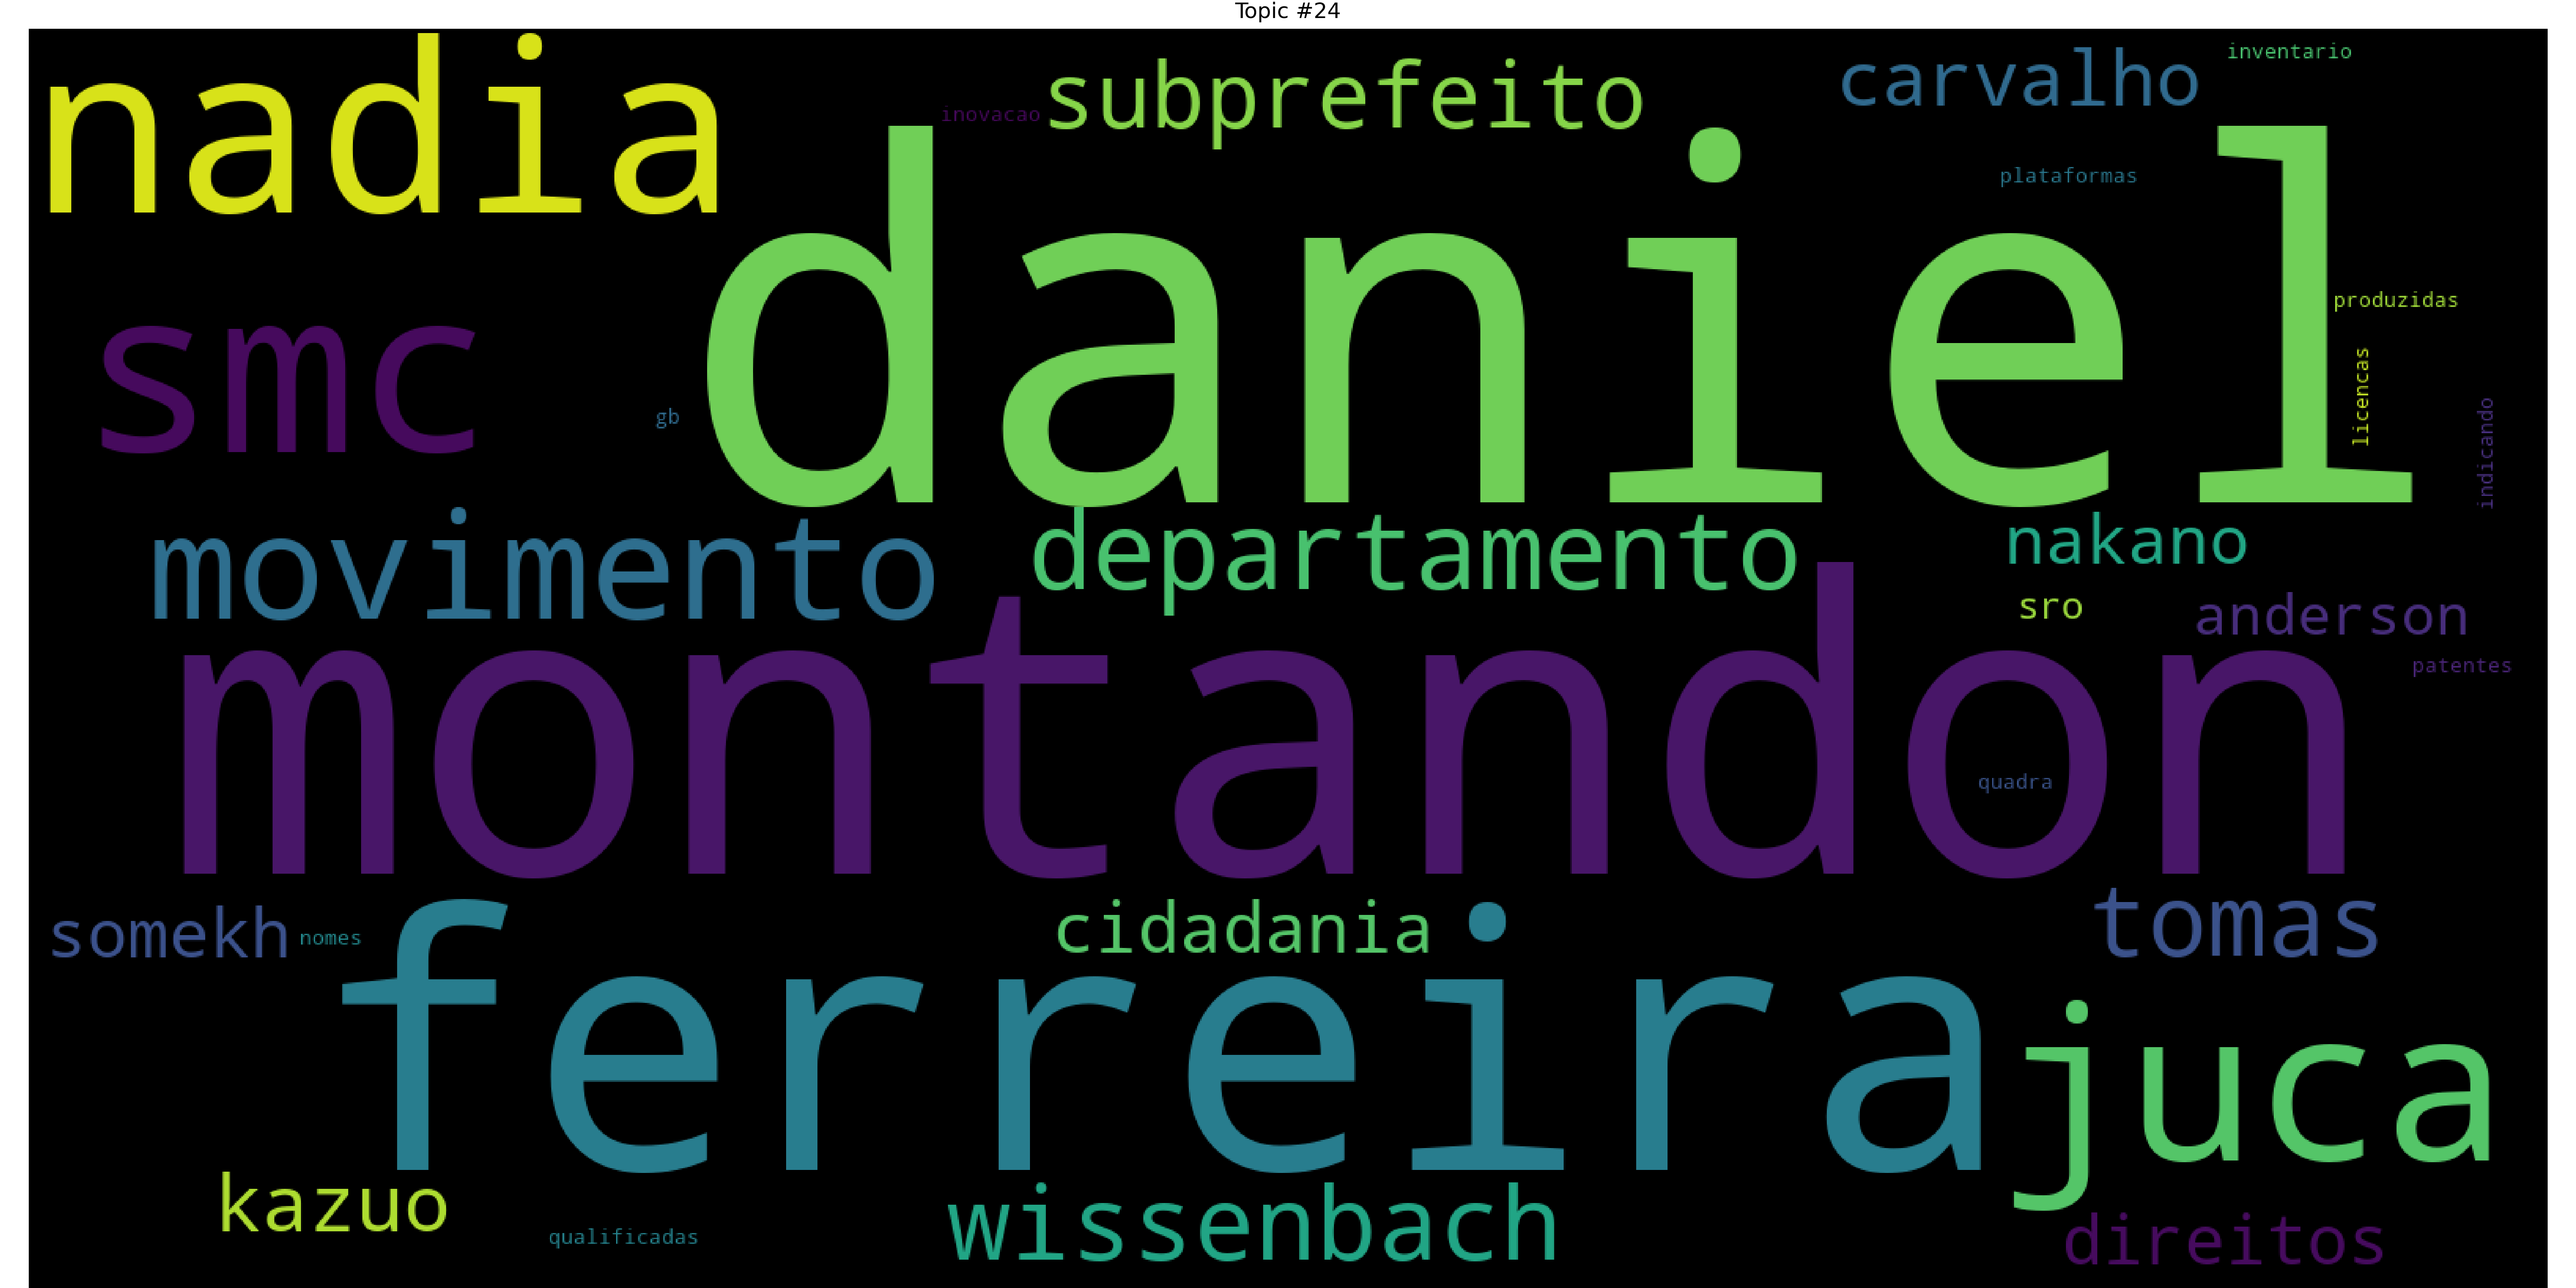 Topic #24
nadia
inovacao
subprefeito
carvalho
inventario
plataformas
daniel
produzidas
smc
gb
licencas
indicando
movimento
departamento
nakano
sro
anderson
patentes
montandon
quadra
somekh
nomes
cidadania
tomas
ferreira
juca
kazuo
qualificadas
wissenbach
direitos